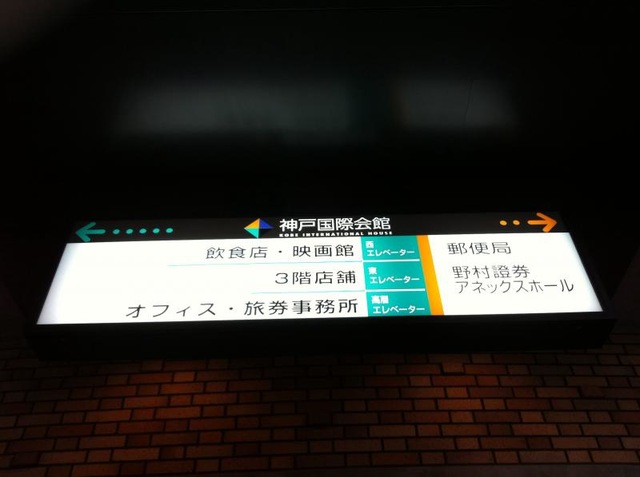 神戸国際会館
KOBE INTERNATIONAL HOUSE
飲食店・映画館 西エレベーター
3階店舗 東エレベーター
オフィス・旅券事務所 高層エレベーター
郵便局
野村證券
アネックスホール